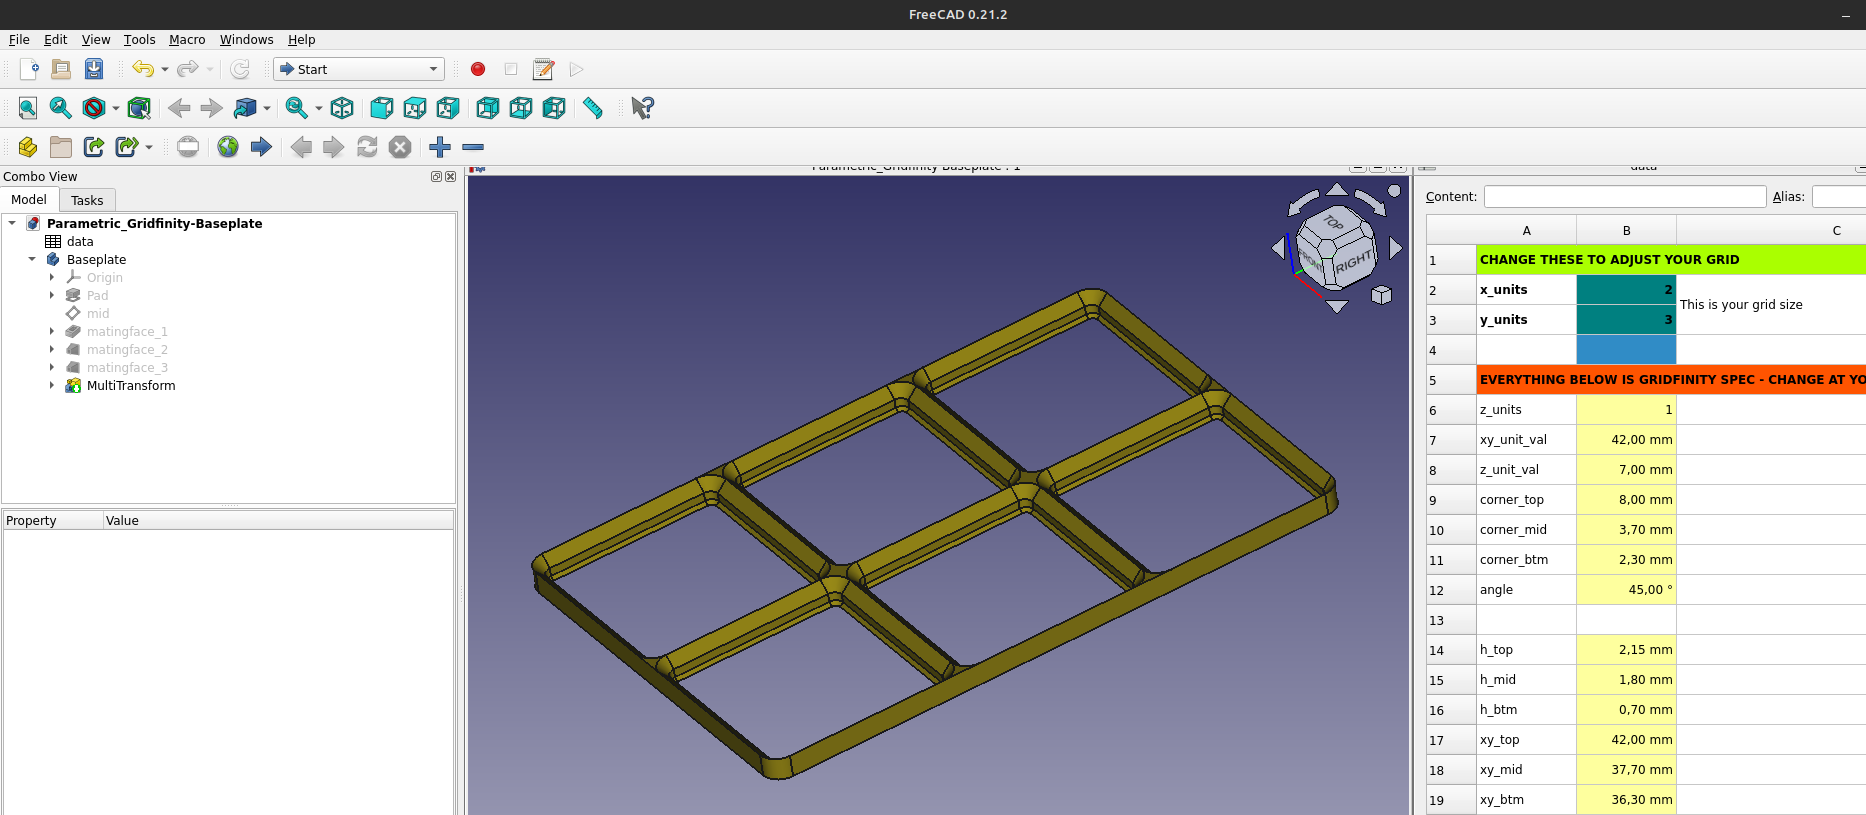 FreeCAD 0.21.2
File Edit View Tools Macro Windows Help
Start
Combo View
Model Tasks
Parametric_Gridfinity-Baseplate
data
Baseplate
Origin
Pad
mid
matingface_1
matingface_2
matingface_3
MultiTransform
Property Value
Parametric_Gridfinity-Baseplate : 1
TOP
FRONT
RIGHT
data
Content: Alias:
A B C
1 CHANGE THESE TO ADJUST YOUR GRID
2 x_units 2
This is your grid size
3 y_units 3
4
5 EVERYTHING BELOW IS GRIDFINITY SPEC - CHANGE AT YO
6 z_units 1
7 xy_unit_val 42,00 mm
8 z_unit_val 7,00 mm
9 corner_top 8,00 mm
10 corner_mid 3,70 mm
11 corner_btm 2,30 mm
12 angle 45,00 °
13
14 h_top 2,15 mm
15 h_mid 1,80 mm
16 h_btm 0,70 mm
17 xy_top 42,00 mm
18 xy_mid 37,70 mm
19 xy_btm 36,30 mm